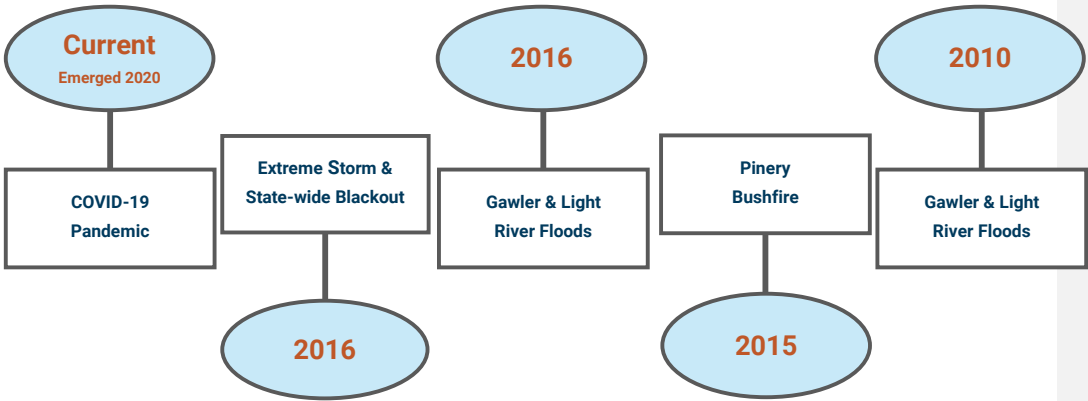 Current
Emerged 2020
COVID-19
Pandemic
Extreme Storm &
State-wide Blackout
2016
2016
Gawler & Light
River Floods
Pinery
Bushfire
2015
2010
Gawler & Light
River Floods